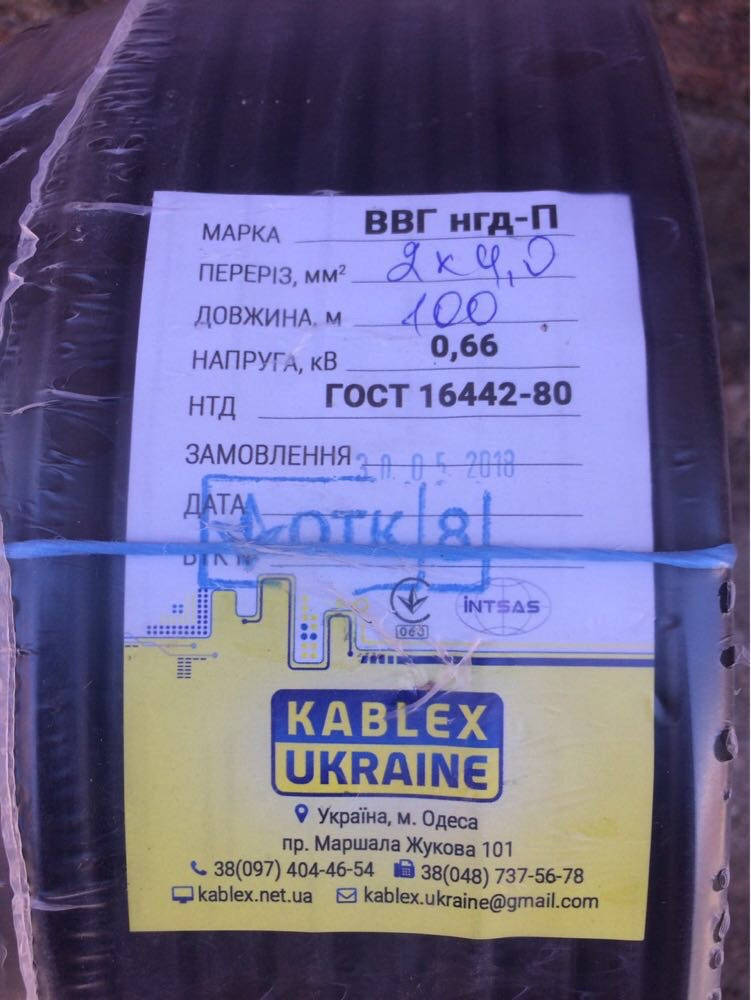 МАРКА ВВГ нгд-П
ПЕРЕРІЗ, мм² 2х4,0
ДОВЖИНА, м 100
НАПРУГА, кВ 0,66
НТД ГОСТ 16442-80
ЗАМОВЛЕННЯ
30 05 2018
ДАТА
ОТК 8
ВТК
063
iNTSAS
KABLEX
UKRAINE
Україна, м. Одеса
пр. Маршала Жукова 101
38(097) 404-46-54 38(048) 737-56-78
kablex.net.ua kablex.ukraine@gmail.com